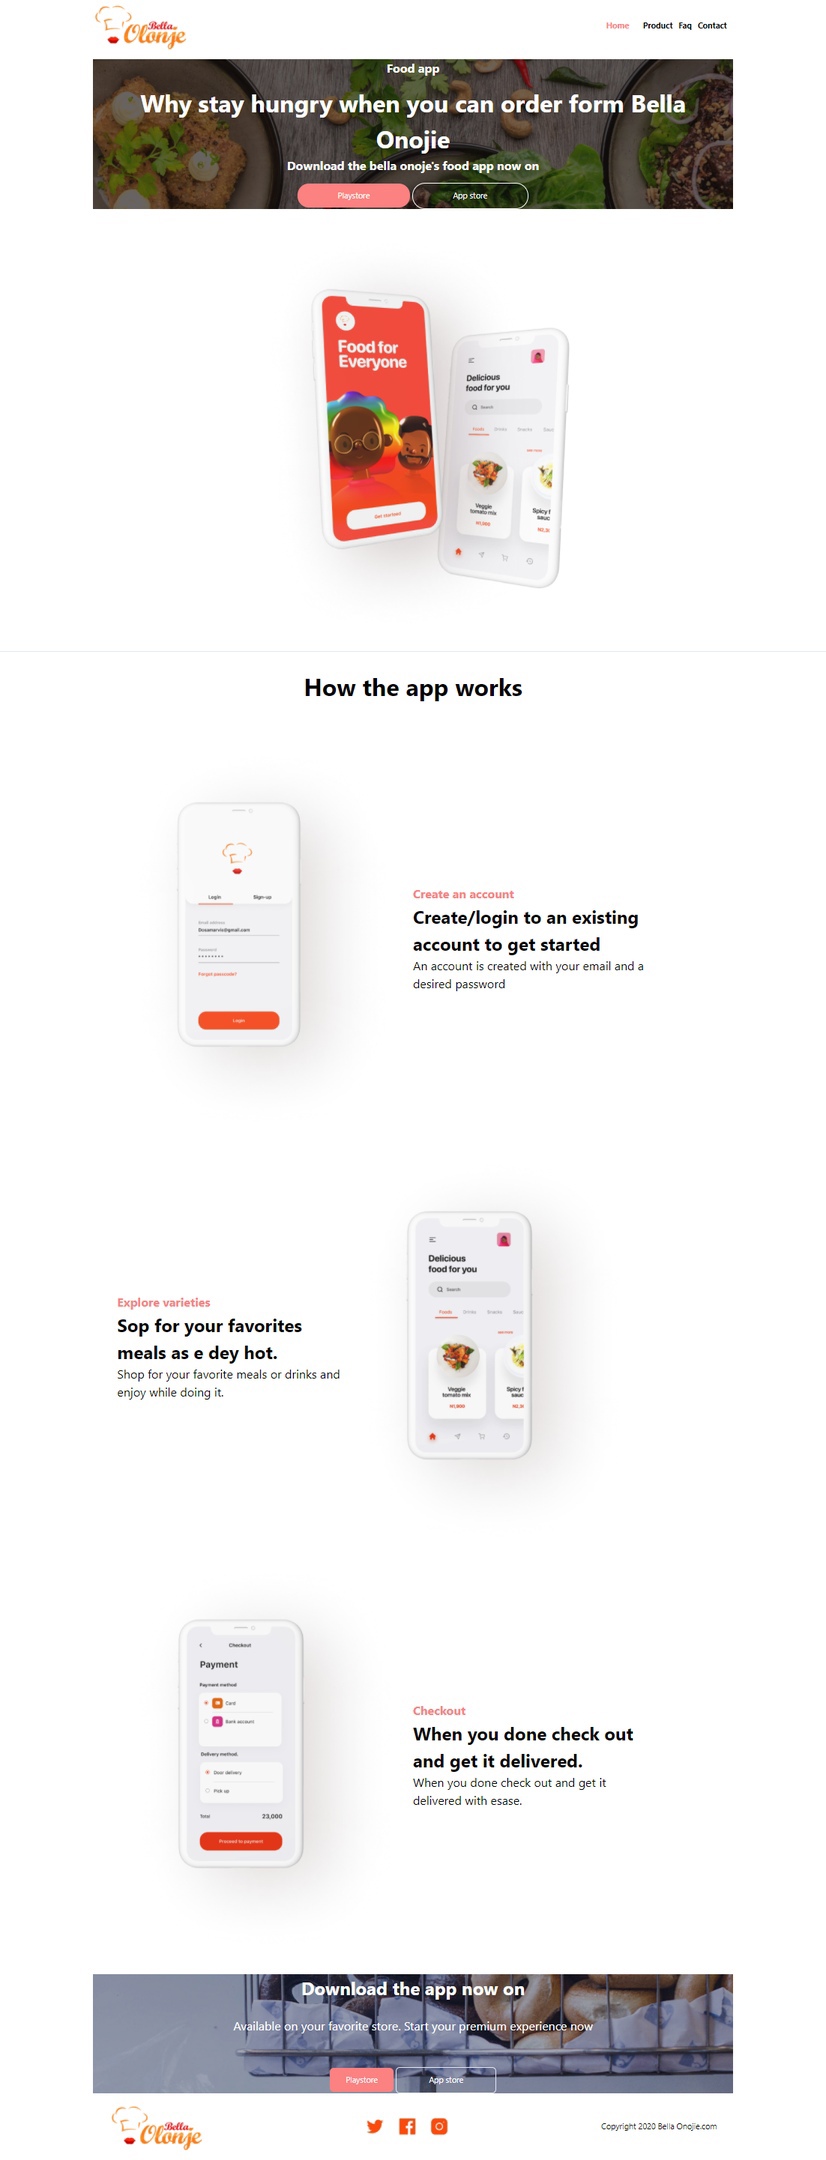 Bella
Olonje
Home Product Faq Contact
Food app
Why stay hungry when you can order form Bella
Onojie
Download the bella onoje's food app now on
Playstore App store
Food for
Everyone
Get started
Delicious
food for you
Search
Foods Drinks Snacks
Veggie
tomato mix
Spicy f
sauc
How the app works
Login Sign-up
Email address
Dosamarvis@gmail.com
Password
********
Forgot passcode?
Login
Create an account
Create/login to an existing
account to get started
An account is created with your email and a
desired password
Explore varieties
Sop for your favorites
meals as e dey hot.
Shop for your favorite meals or drinks and
enjoy while doing it.
Delicious
food for you
Search
Foods Drinks Snacks
Veggie
tomato mix
N1,900
Spicy f
sauc
Checkout
Payment
Payment method
Card
Bank account
Delivery method.
Door delivery
Pick up
Total 23,000
Proceed to payment
Checkout
When you done check out
and get it delivered.
When you done check out and get it
delivered with esase.
Download the app now on
Available on your favorite store. Start your premium experience now
Playstore App store
Bella
Olonje
Copyright 2020 Bella Onojie.com